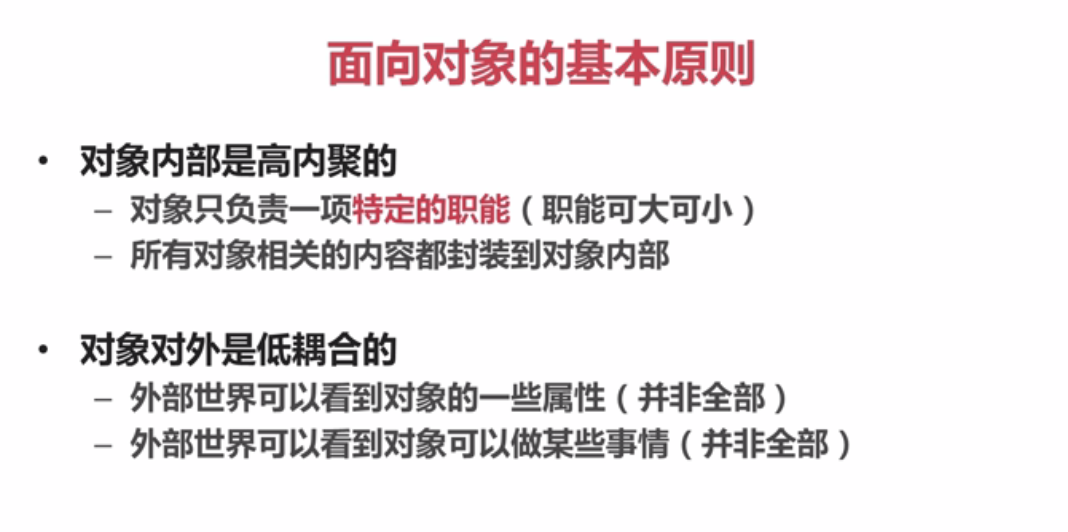 面向对象的基本原则
• 对象内部是高内聚的
– 对象只负责一项特定的职能（职能可大可小）
– 所有对象相关的内容都封装到对象内部
• 对象对外是低耦合的
– 外部世界可以看到对象的一些属性（并非全部）
– 外部世界可以看到对象可以做某些事情（并非全部）